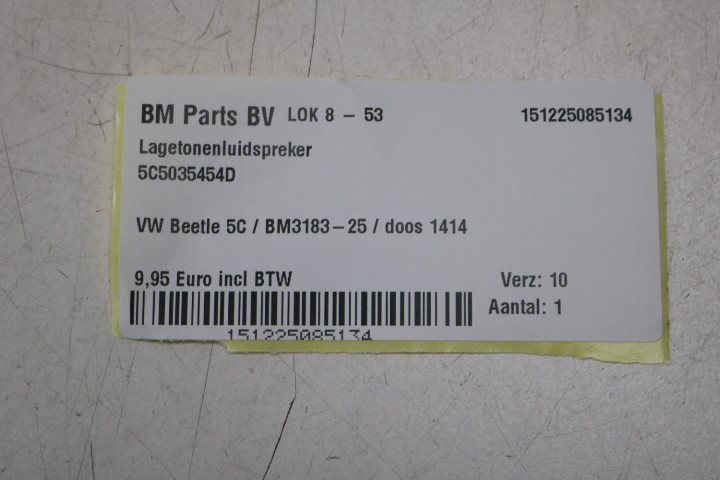 BM Parts BV LOK 8 - 53 151225085134
Lagetonenluidspreker
5C5035454D
VW Beetle 5C / BM3183-25 / doos 1414
9,95 Euro incl BTW Verz: 10
Aantal: 1
151225085134